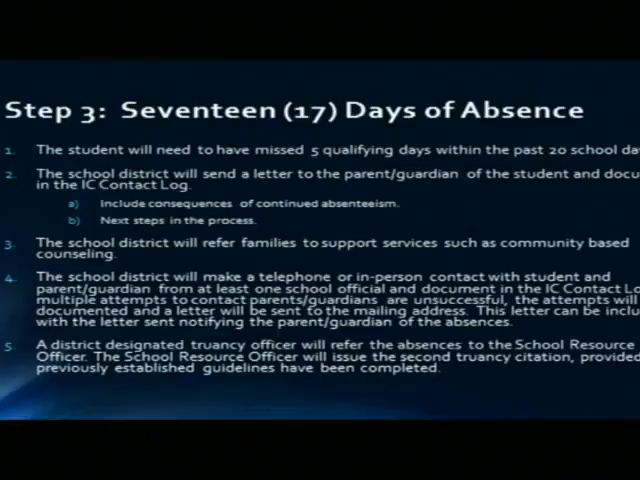 Step 3: Seventeen (17) Days of Absence
1. The student will need to have missed 5 qualifying days within the past 20 school
2. The school district will send a letter to the parent/guardian of the student and
in the IC Contact Log.
a) Include consequences of continued absenteeism.
b) Next steps in the process.
3. The school district will refer families to support services such as community based
counseling.
4. The school district will make a telephone or in-person contact with student and
parent/guardian from at least one school official and document in the IC Contact
multiple attempts to contact parents/guardians are unsuccessful, the attempts will
documented and a letter will be sent to the mailing address. This letter can be
with the letter sent notifying the parent/guardian of the absences.
5. A district designated truancy officer will refer the absences to the School Resource
Officer. The School Resource Officer will issue the second truancy citation, provided
previously established guidelines have been completed.